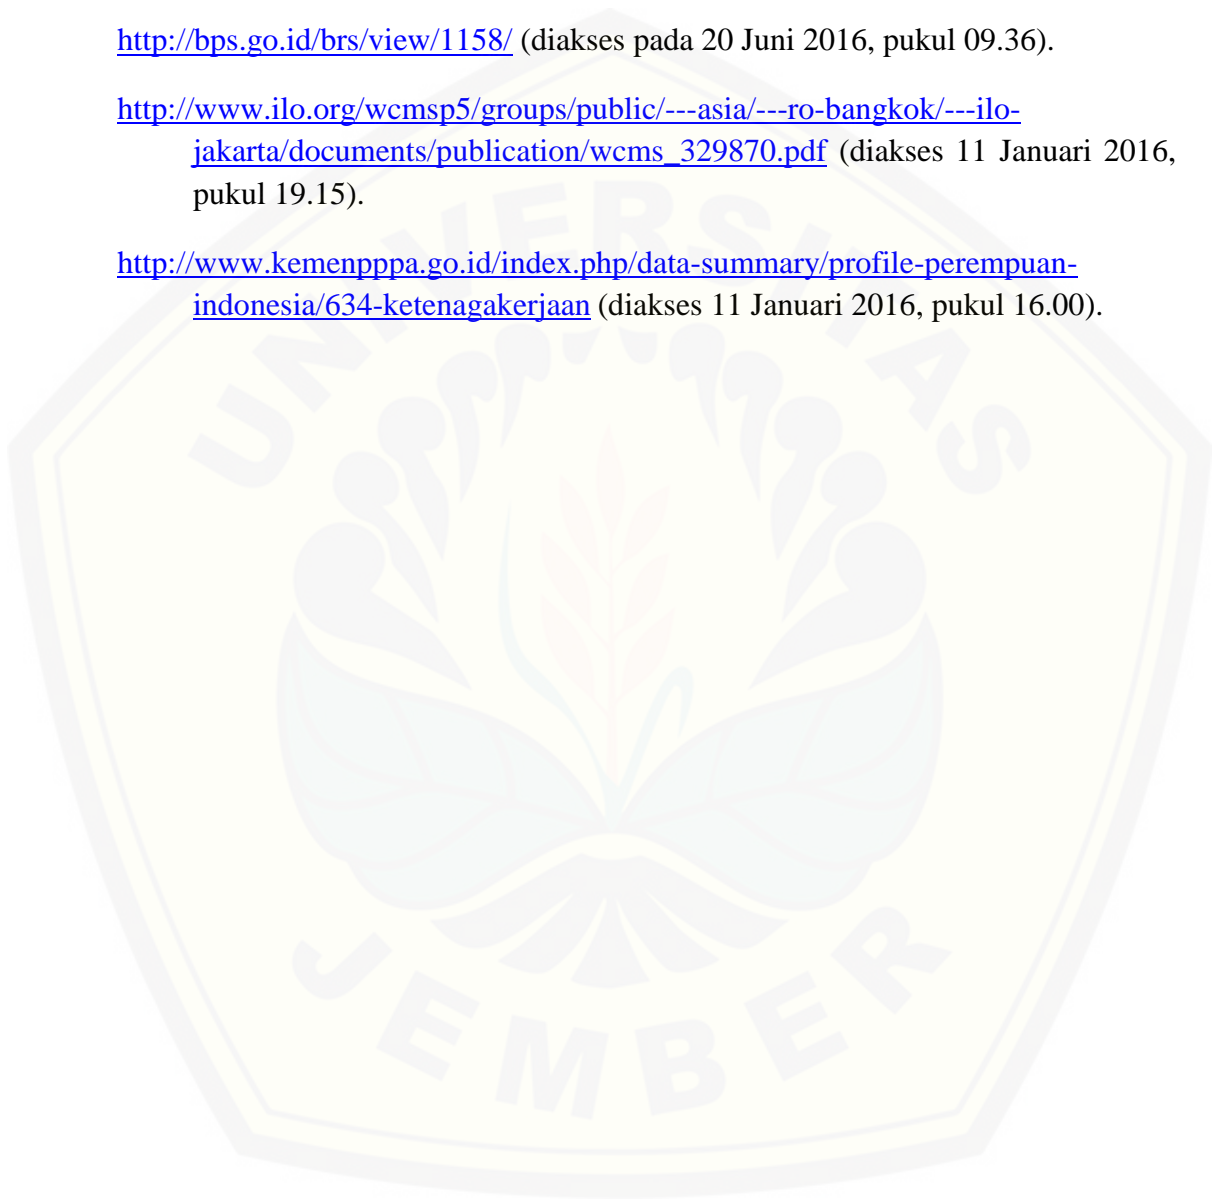 http://bps.go.id/brs/view/1158/ (diakses pada 20 Juni 2016, pukul 09.36).
http://www.ilo.org/wcmsp5/groups/public/---asia/---ro-bangkok/---ilo-
jakarta/documents/publication/wcms_329870.pdf (diakses 11 Januari 2016,
pukul 19.15).
http://www.kemenpppa.go.id/index.php/data-summary/profile-perempuan-
indonesia/634-ketenagakerjaan (diakses 11 Januari 2016, pukul 16.00).
UNIVERSITAS
JEMBER